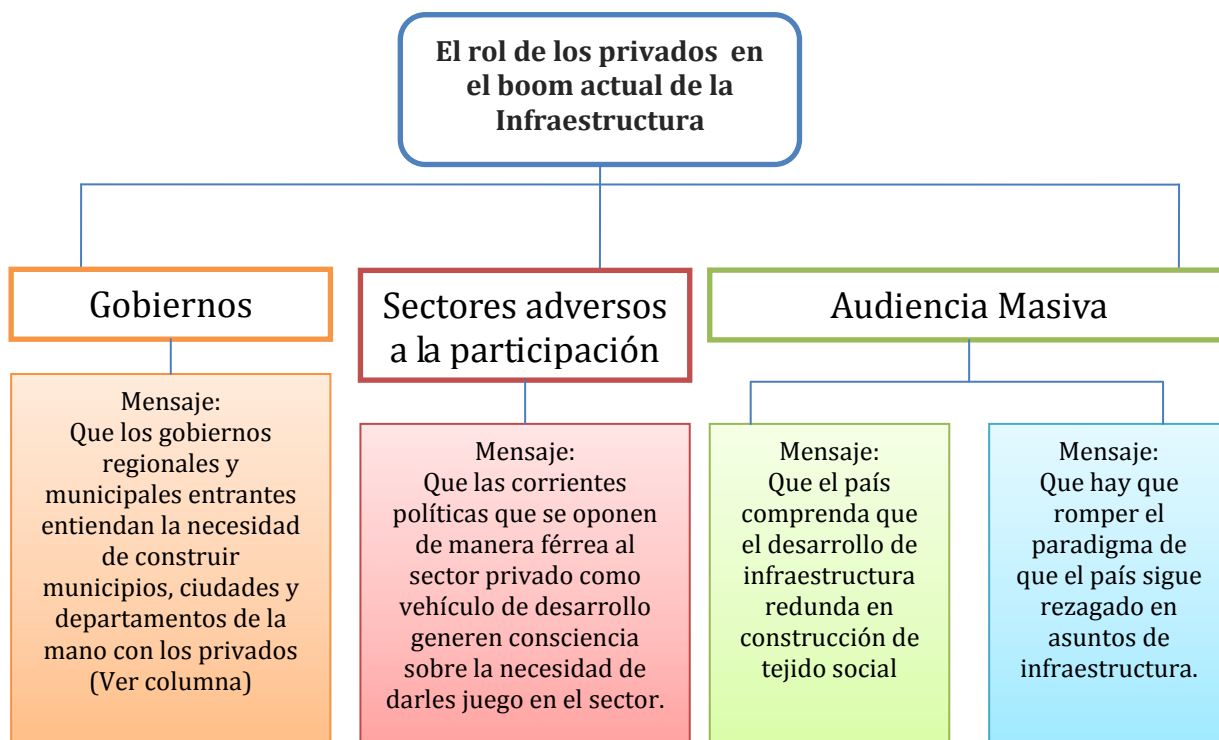 El rol de los privados en
el boom actual de la
Infraestructura
Gobiernos
Sectores adversos
a la participación
Audiencia Masiva
Mensaje:
Que los gobiernos
regionales y
municipales entrantes
entiendan la necesidad
de construir
municipios, ciudades y
departamentos de la
mano con los privados
(Ver columna)
Mensaje:
Que las corrientes
políticas que se oponen
de manera férrea al
sector privado como
vehículo de desarrollo
generen consciencia
sobre la necesidad de
darles juego en el sector.
Mensaje:
Que el país
comprenda que
el desarrollo de
infraestructura
redunda en
construcción de
tejido social
Mensaje:
Que hay que
romper el
paradigma de
que el país sigue
rezagado en
asuntos de
infraestructura.